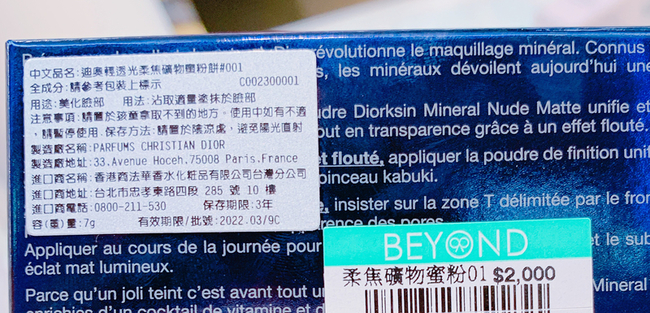 中文品名:迪奧輕透光柔焦礦物蜜粉餅#001
全成分:請參考包裝上標示 C002300001
用途:美化臉部 用法:沾取適量塗抹於臉部
注意事項:請置於孩童拿取不到的地方。使用中如有不適
,請暫停使用.保存方法:請置於陰涼處,避免陽光直射
製造廠名稱:PARFUMS CHRISTIAN DIOR
製造廠地址:33.Avenue Hoceh.75008 Paris.France
進口商名稱:香港商法華香水化粧品有限公司台灣分公司
進口商地址:台北市忠孝東路四段 285 號 10 樓
進口商電話:0800-211-530 保存期限:3年
容(重)量:7g 有效期限/批號:2022.03/9C
révolutionne le maquillage minéral. Connus
, les minéraux dévoilent aujourd'hui une
dre Diorksin Mineral Nude Matte unifie et
out en transparence grâce à un effet flouté.
et flouté, appliquer la poudre de finition unif
pinceau kabuki.
, insister sur la zone T délimitée par le fron
rence des pores.
Appliquer au cours de la journée pour
et le sub
éclat mat lumineux.
Parce qu'un joli teint c'est avant tout u
Mineral
enrichies d'un cocktail de vitamine et d
BEYOND
柔焦礦物蜜粉01 $2,000